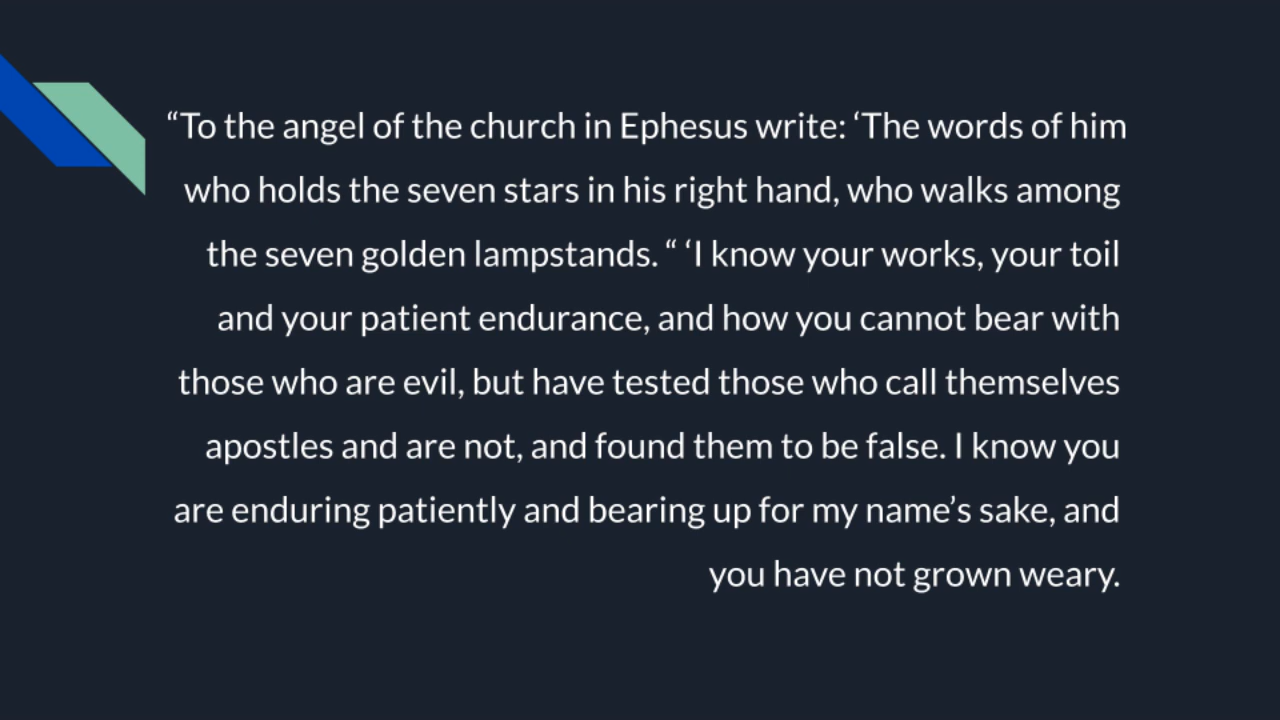 “To the angel of the church in Ephesus write: ‘The words of him
who holds the seven stars in his right hand, who walks among
the seven golden lampstands. “ ‘I know your works, your toil
and your patient endurance, and how you cannot bear with
those who are evil, but have tested those who call themselves
apostles and are not, and found them to be false. I know you
are enduring patiently and bearing up for my name’s sake, and
you have not grown weary.